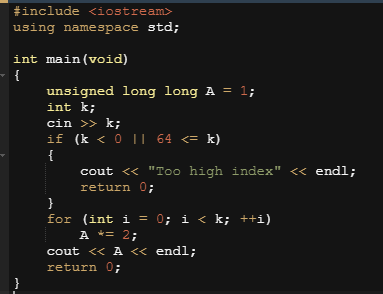 #include <iostream>
using namespace std;

int main(void)
{
    unsigned long long A = 1;
    int k;
    cin >> k;
    if (k < 0 || 64 <= k)
    {
        cout << "Too high index" << endl;
        return 0;
    }
    for (int i = 0; i < k; ++i)
        A *= 2;
    cout << A << endl;
    return 0;
}